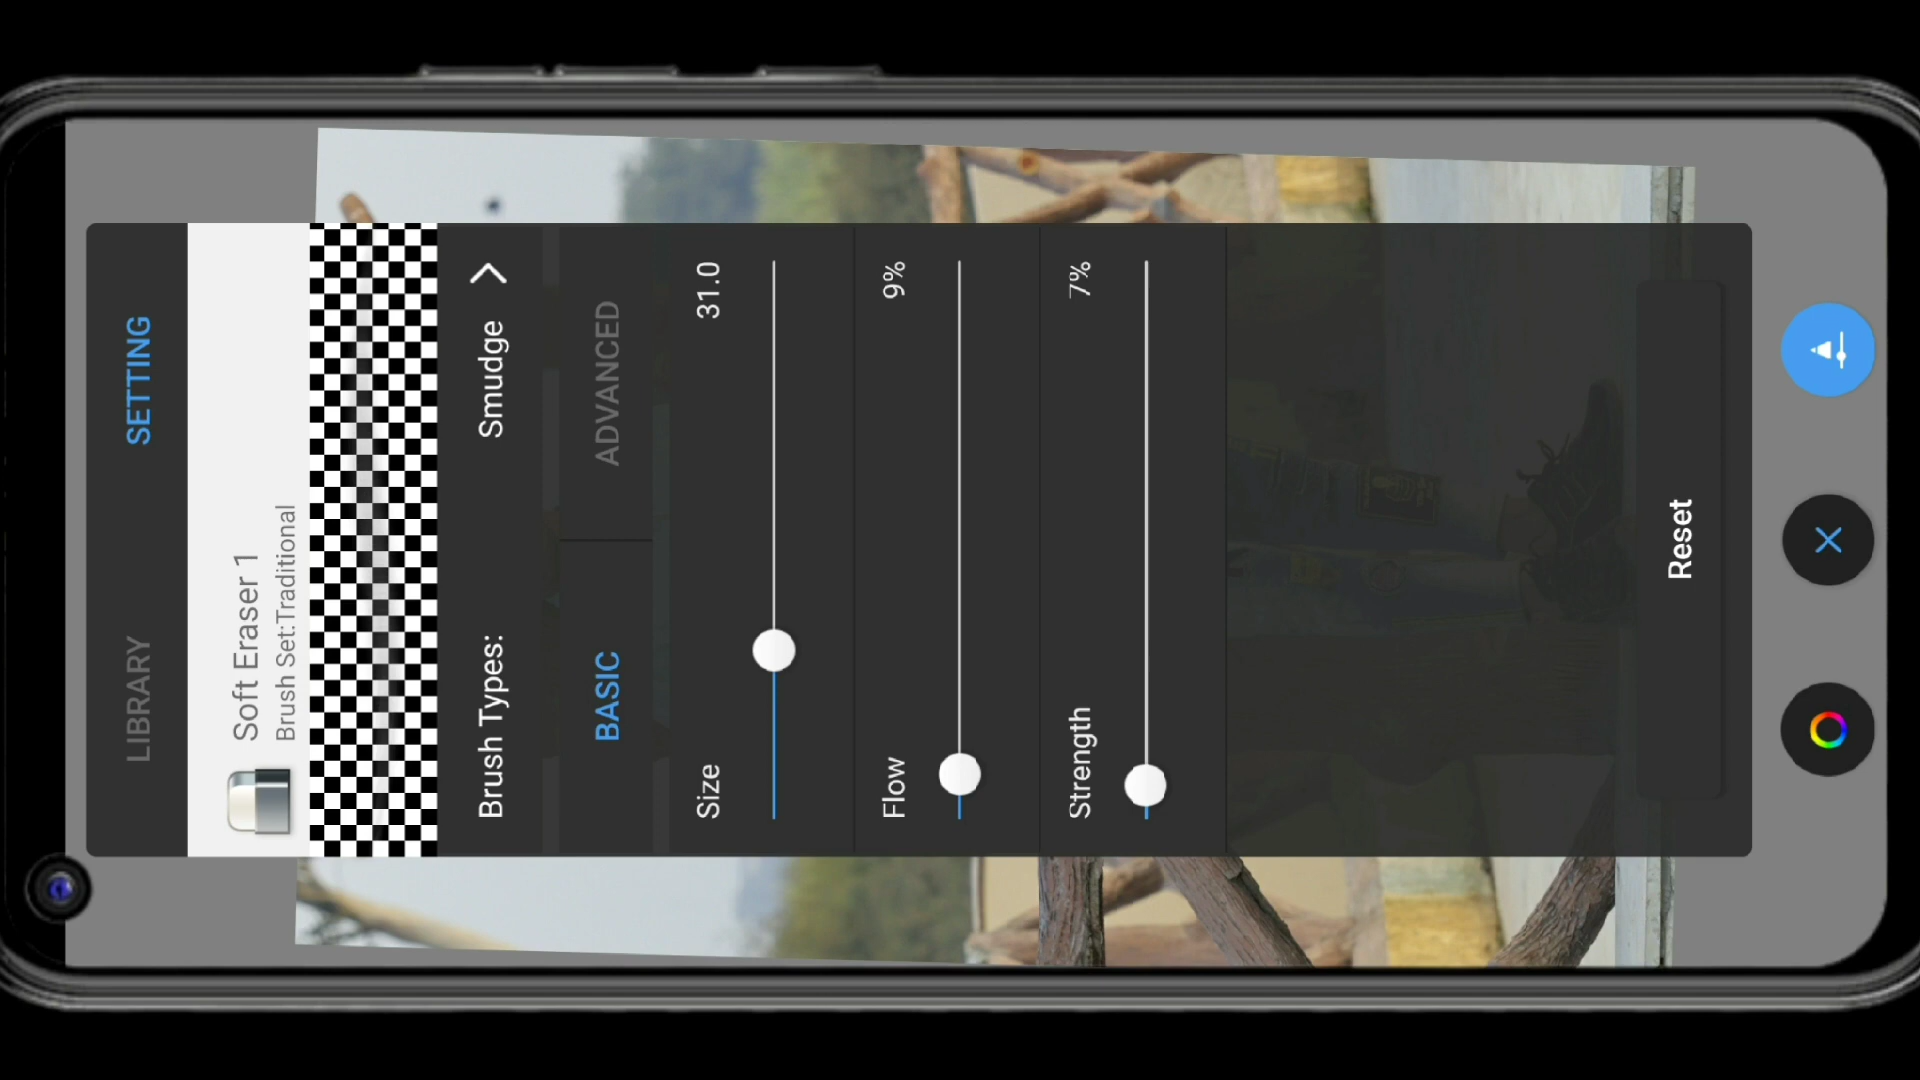 LIBRARY SETTING
Soft Eraser 1
Brush Set:Traditional
Brush Types: Smudge
BASIC ADVANCED
Size 31.0
Flow 9%
Strength 7%
Reset